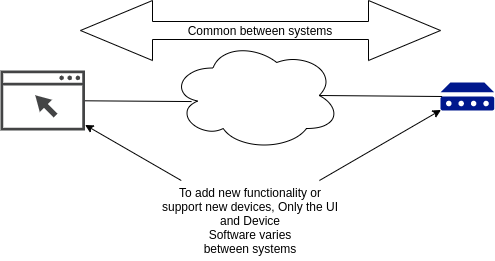 Common between systems
To add new functionality or
support new devices, Only the UI
and Device
Software varies
between systems